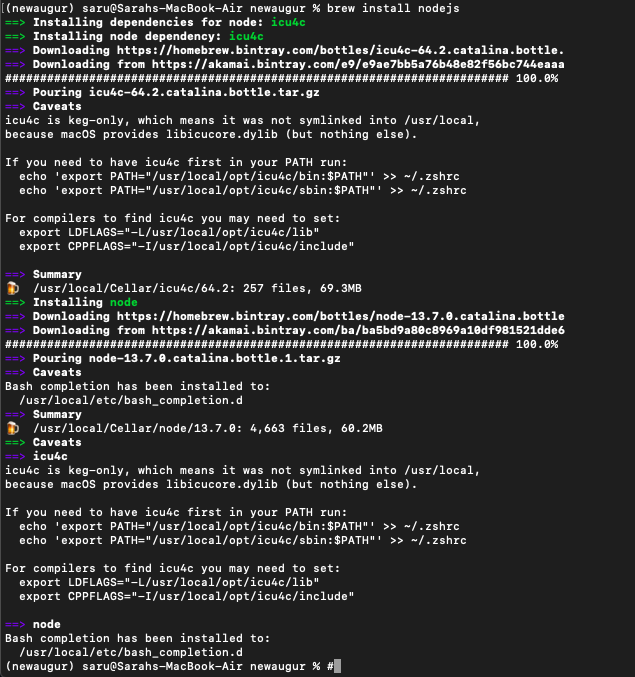 (newaugur) saru@Sarahs-MacBook-Air newaugur % brew install nodejs
==> Installing dependencies for node: icu4c
==> Installing node dependency: icu4c
==> Downloading https://homebrew.bintray.com/bottles/icu4c-64.2.catalina.bottle.
==> Downloading from https://akamai.bintray.com/e9/e9ae7bb5a76b48e82f56bc744eaaa
######################################################################## 100.0%
==> Pouring icu4c-64.2.catalina.bottle.tar.gz
==> Caveats
icu4c is keg-only, which means it was not symlinked into /usr/local,
because macOS provides libicucore.dylib (but nothing else).

If you need to have icu4c first in your PATH run:
  echo 'export PATH="/usr/local/opt/icu4c/bin:$PATH"' >> ~/.zshrc
  echo 'export PATH="/usr/local/opt/icu4c/sbin:$PATH"' >> ~/.zshrc

For compilers to find icu4c you may need to set:
  export LDFLAGS="-L/usr/local/opt/icu4c/lib"
  export CPPFLAGS="-I/usr/local/opt/icu4c/include"

==> Summary
🍺  /usr/local/Cellar/icu4c/64.2: 257 files, 69.3MB
==> Installing node
==> Downloading https://homebrew.bintray.com/bottles/node-13.7.0.catalina.bottle
==> Downloading from https://akamai.bintray.com/ba/ba5bd9a80c8969a10df981521dde6
######################################################################## 100.0%
==> Pouring node-13.7.0.catalina.bottle.1.tar.gz
==> Caveats
Bash completion has been installed to:
  /usr/local/etc/bash_completion.d
==> Summary
🍺  /usr/local/Cellar/node/13.7.0: 4,663 files, 60.2MB
==> Caveats
==> icu4c
icu4c is keg-only, which means it was not symlinked into /usr/local,
because macOS provides libicucore.dylib (but nothing else).

If you need to have icu4c first in your PATH run:
  echo 'export PATH="/usr/local/opt/icu4c/bin:$PATH"' >> ~/.zshrc
  echo 'export PATH="/usr/local/opt/icu4c/sbin:$PATH"' >> ~/.zshrc

For compilers to find icu4c you may need to set:
  export LDFLAGS="-L/usr/local/opt/icu4c/lib"
  export CPPFLAGS="-I/usr/local/opt/icu4c/include"

==> node
Bash completion has been installed to:
  /usr/local/etc/bash_completion.d
(newaugur) saru@Sarahs-MacBook-Air newaugur % #